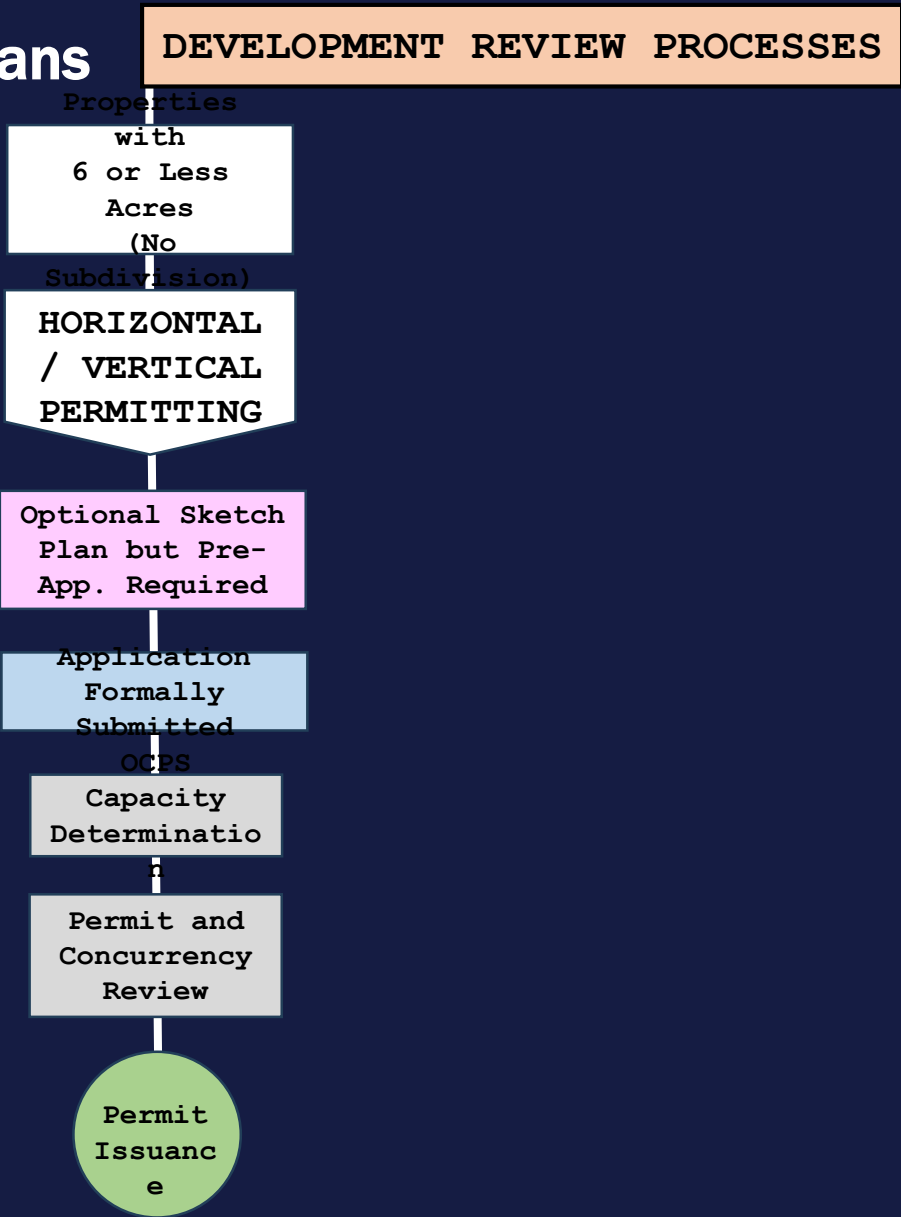 ans
DEVELOPMENT REVIEW PROCESSES
Properties
with
6 or Less
Acres
(No
Subdivision)
HORIZONTAL
/ VERTICAL
PERMITTING
Optional Sketch
Plan but Pre-
App. Required
Application
Formally
Submitted
OCPS
Capacity
Determinatio
n
Permit and
Concurrency
Review
Permit
Issuanc
e